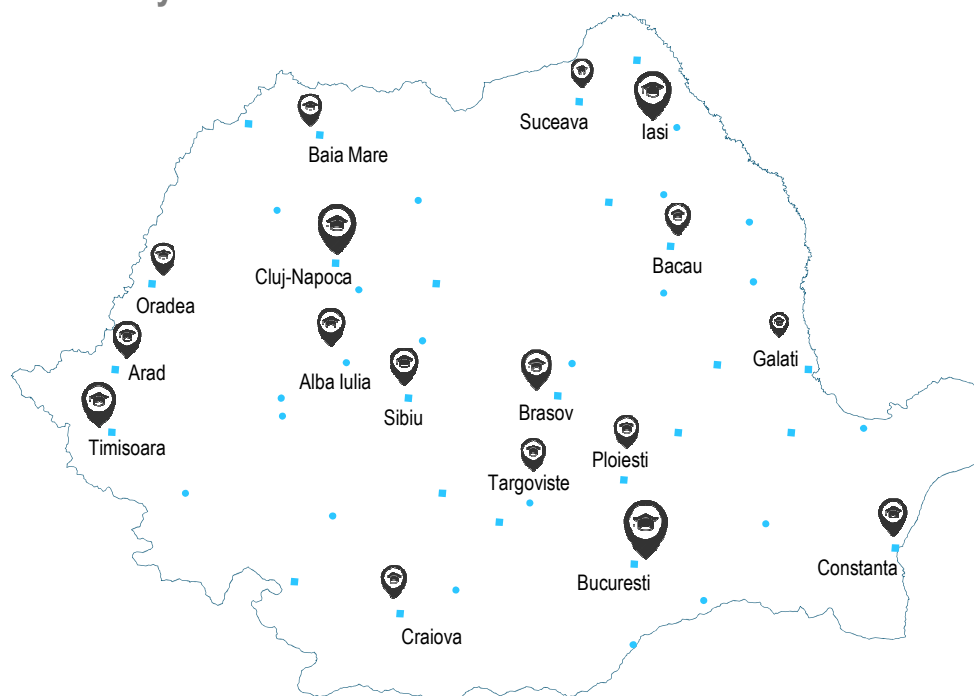 Suceava
Iasi
Baia Mare
Cluj-Napoca
Bacau
Oradea
Galati
Arad
Alba Iulia
Sibiu
Brasov
Timisoara
Ploiesti
Targoviste
Constanta
Bucuresti
Craiova